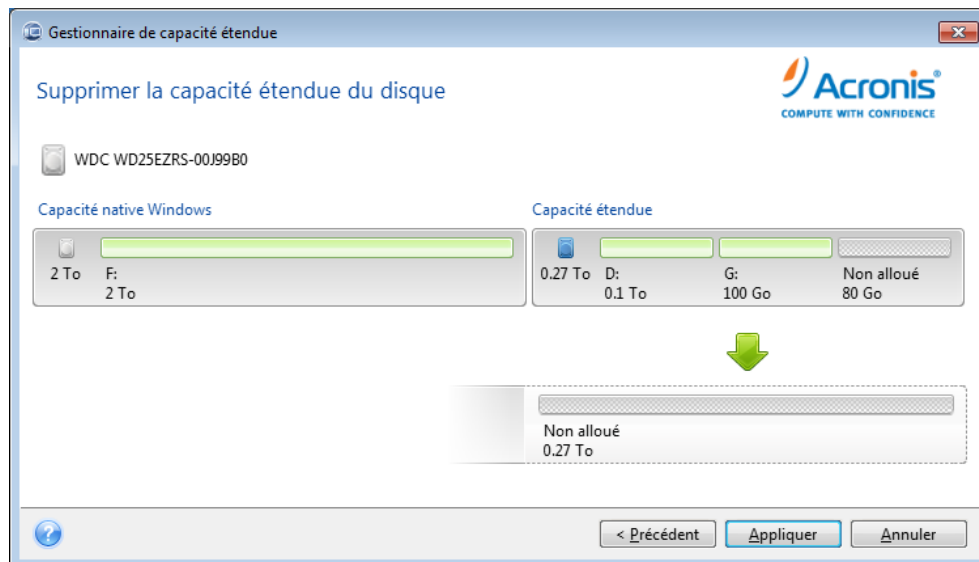 Gestionnaire de capacité étendue
Supprimer la capacité étendue du disque
Acronis®
COMPUTE WITH CONFIDENCE
WDC WD25EZRS-00J99B0
Capacité native Windows
Capacité étendue
2 To
F:
2 To
0.27 To
D:
0.1 To
G:
100 Go
Non alloué
80 Go
Non alloué
0.27 To
?
< Précédent
Appliquer
Annuler